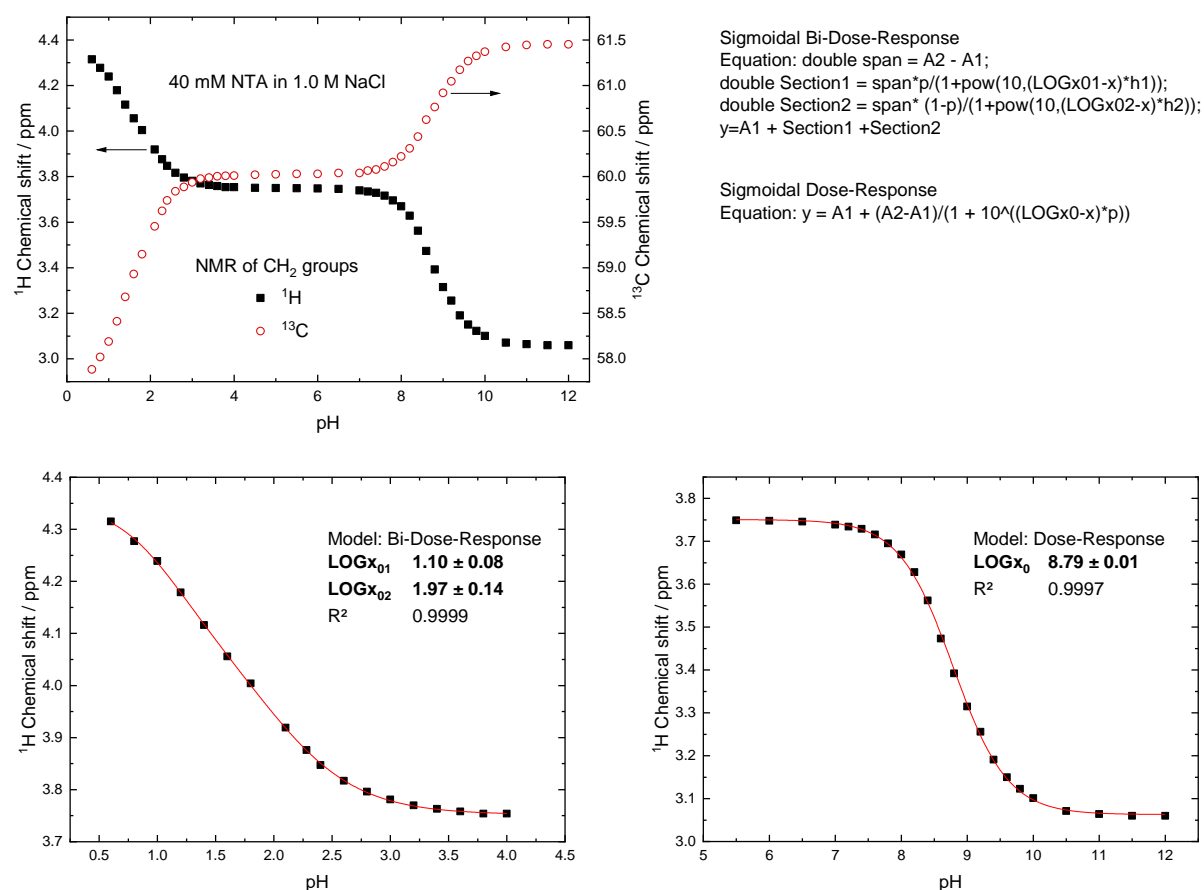 4.4
4.2
4.0
3.8
3.6
3.4
3.2
3.0
¹H Chemical shift / ppm
40 mM NTA in 1.0 M NaCl
NMR of CH₂ groups
¹H
¹³C
61.5
61.0
60.5
60.0
59.5
59.0
58.5
58.0
¹³C Chemical shift / ppm
0 2 4 6 8 10 12
pH
Sigmoidal Bi-Dose-Response
Equation: double span = A2 - A1;
double Section1 = span*p/(1+pow(10,(LOGx01-x)*h1));
double Section2 = span* (1-p)/(1+pow(10,(LOGx02-x)*h2));
y=A1 + Section1 +Section2
Sigmoidal Dose-Response
Equation: y = A1 + (A2-A1)/(1 + 10^((LOGx0-x)*p))
4.4
4.3
4.2
4.1
4.0
3.9
3.8
3.7
¹H Chemical shift / ppm
Model: Bi-Dose-Response
LOGx₀₁ 1.10 ± 0.08
LOGx₀₂ 1.97 ± 0.14
R² 0.9999
0.5 1.0 1.5 2.0 2.5 3.0 3.5 4.0 4.5
pH
3.8
3.7
3.6
3.5
3.4
3.3
3.2
3.1
3.0
¹H Chemical shift / ppm
Model: Dose-Response
LOGx₀ 8.79 ± 0.01
R² 0.9997
5 6 7 8 9 10 11 12
pH